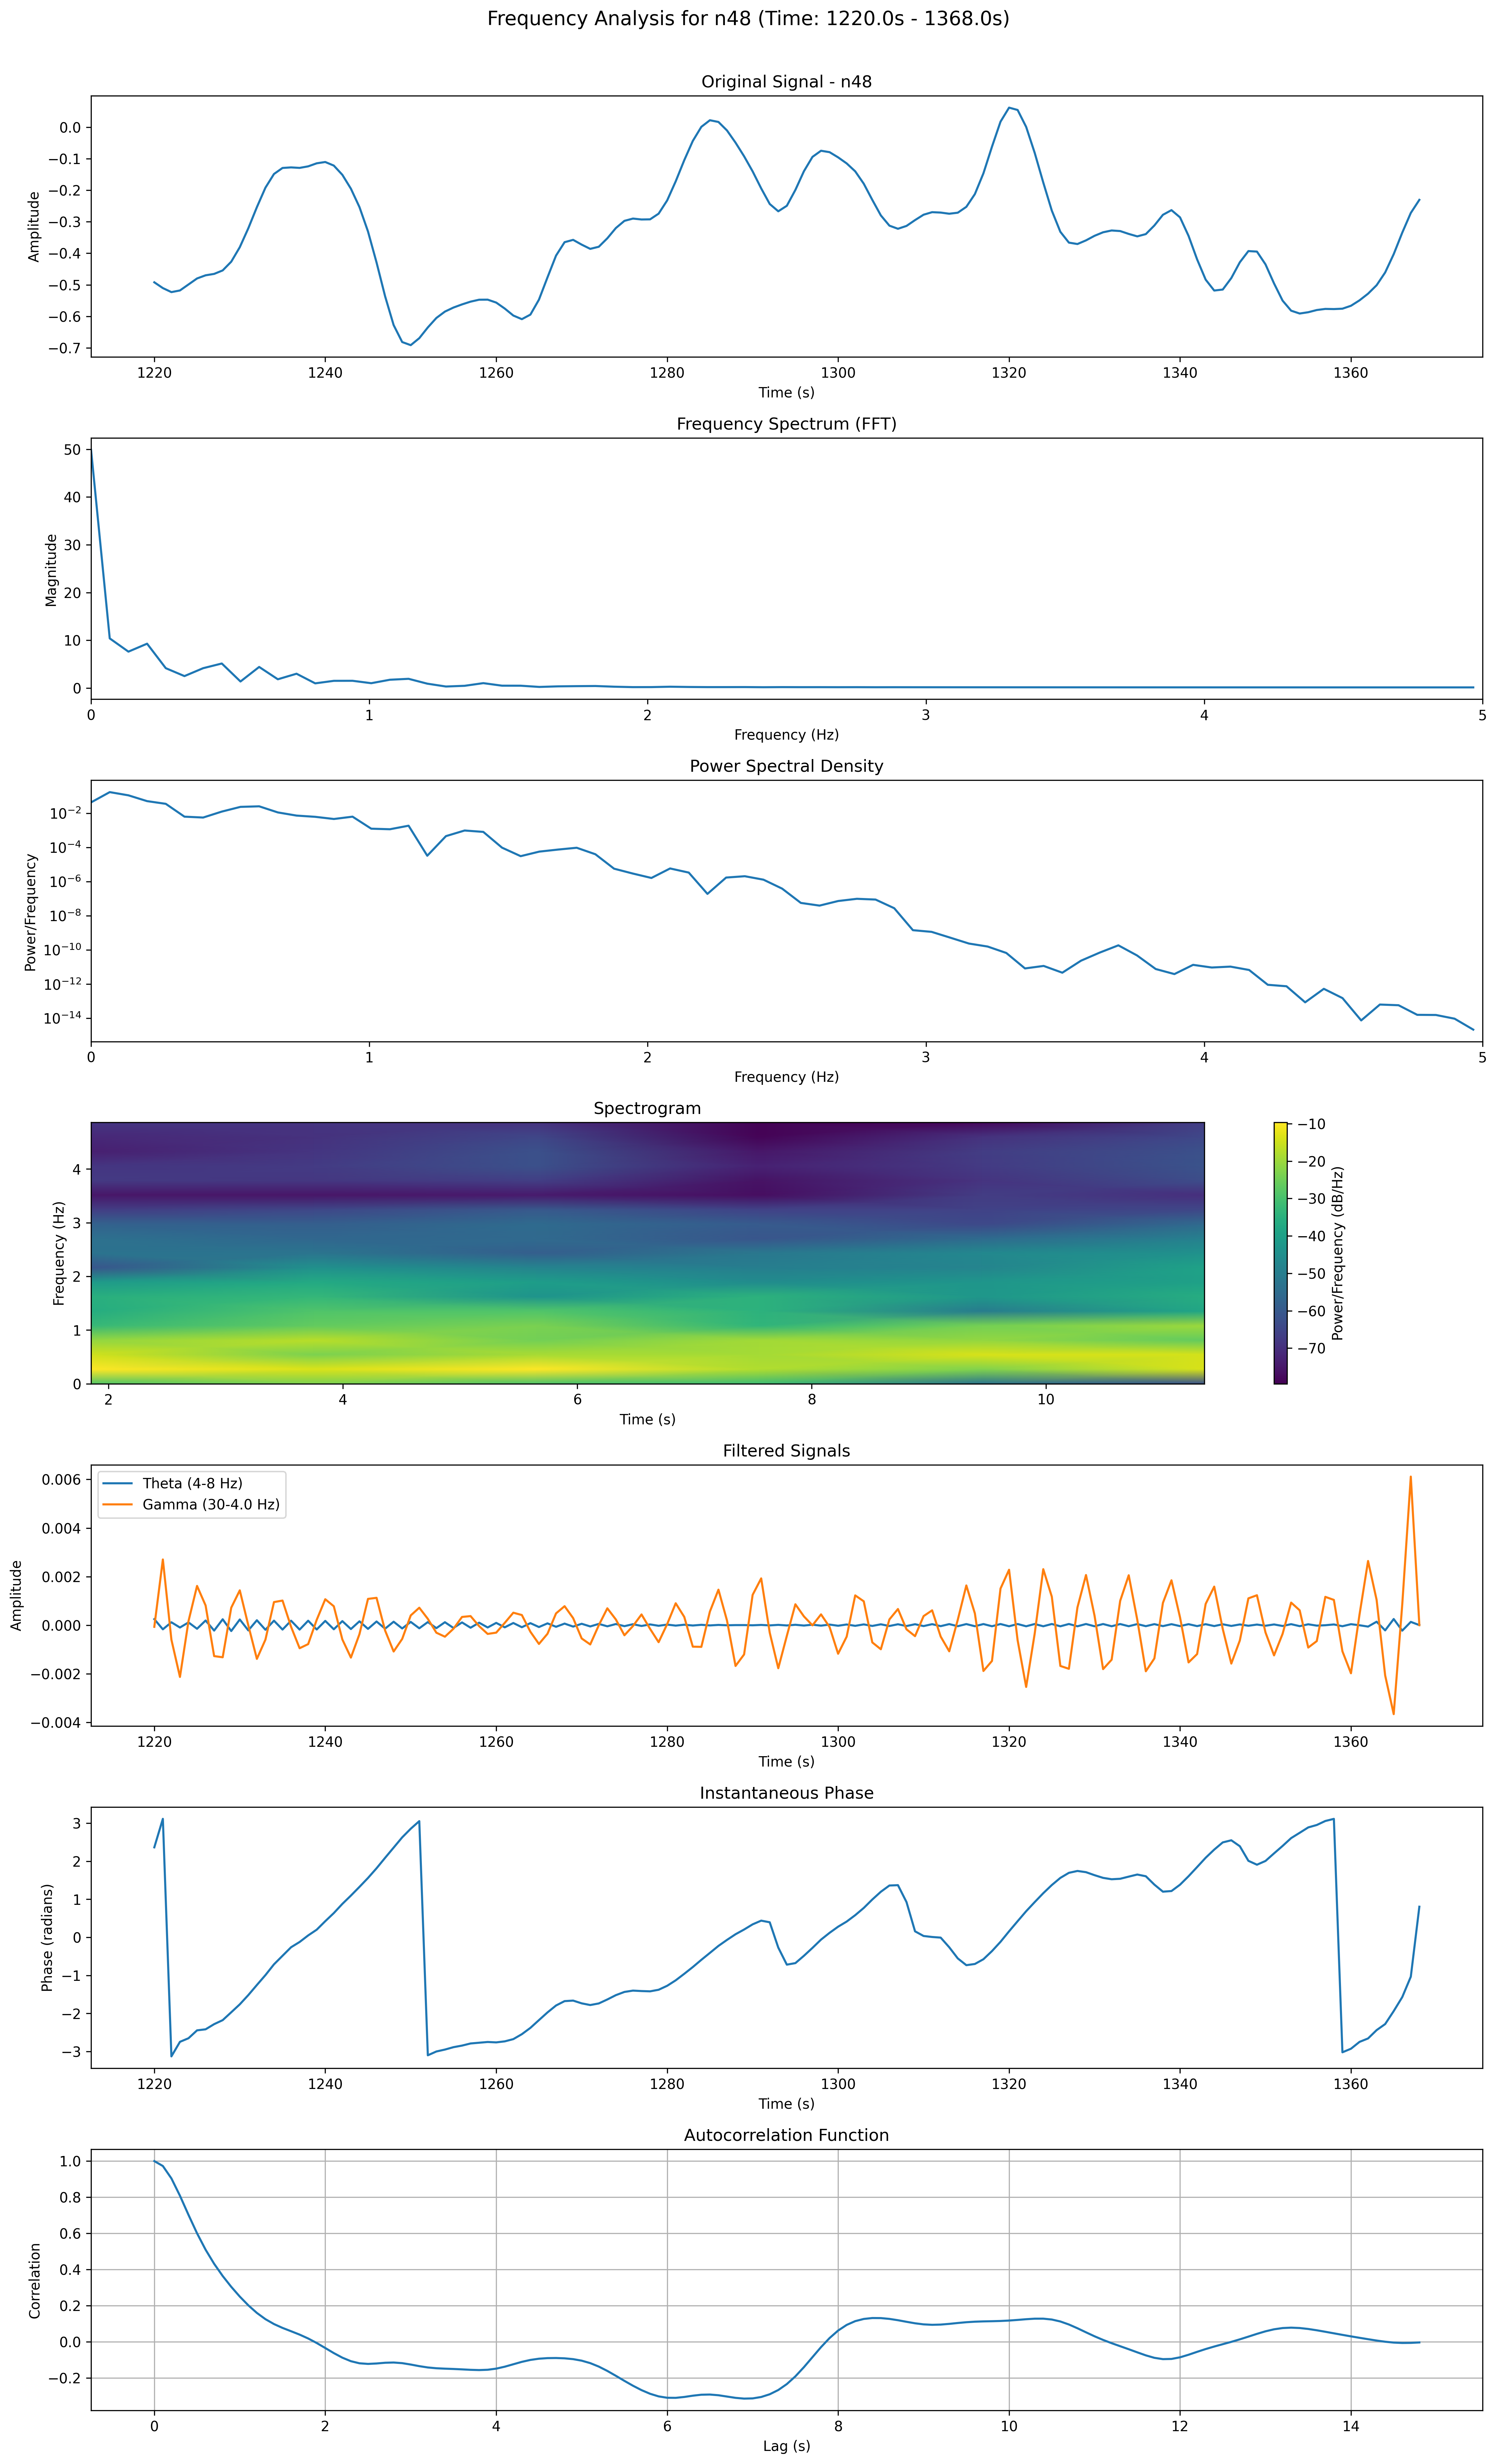 Frequency Analysis for n48 (Time: 1220.0s - 1368.0s)
Original Signal - n48
Amplitude
0.0
−0.1
−0.2
−0.3
−0.4
−0.5
−0.6
−0.7
1220 1240 1260 1280 1300 1320 1340 1360
Time (s)
Frequency Spectrum (FFT)
Magnitude
50
40
30
20
10
0
0 1 2 3 4 5
Frequency (Hz)
Power Spectral Density
Power/Frequency
10⁻²
10⁻⁴
10⁻⁶
10⁻⁸
10⁻¹⁰
10⁻¹²
10⁻¹⁴
0 1 2 3 4 5
Frequency (Hz)
Spectrogram
Frequency (Hz)
4
3
2
1
0
2 4 6 8 10
Time (s)
−10
−20
−30
−40
−50
−60
−70
Power/Frequency (dB/Hz)
Filtered Signals
Theta (4-8 Hz)
Gamma (30-4.0 Hz)
Amplitude
0.006
0.004
0.002
0.000
−0.002
−0.004
1220 1240 1260 1280 1300 1320 1340 1360
Time (s)
Instantaneous Phase
Phase (radians)
3
2
1
0
−1
−2
−3
1220 1240 1260 1280 1300 1320 1340 1360
Time (s)
Autocorrelation Function
Correlation
1.0
0.8
0.6
0.4
0.2
0.0
−0.2
0 2 4 6 8 10 12 14
Lag (s)